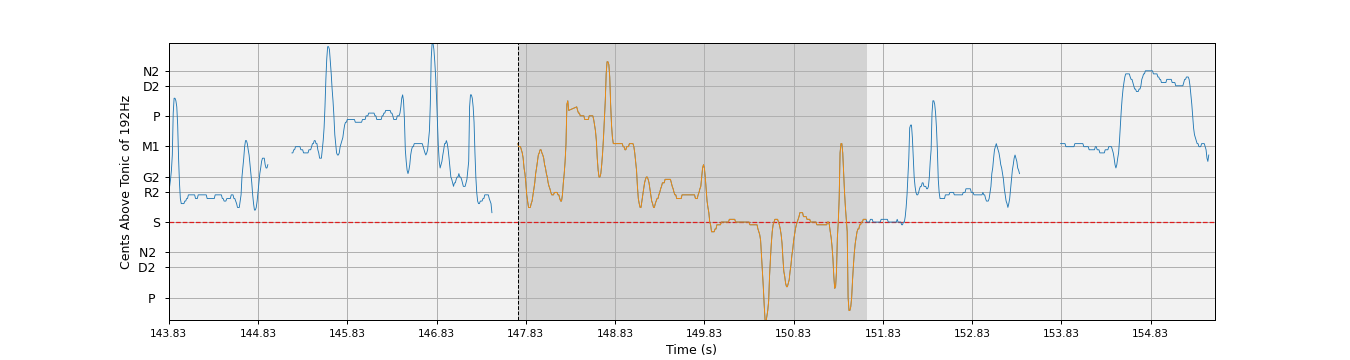 Cents Above Tonic of 192Hz
N2
D2
P
M1
G2
R2
S
N2
D2
P
143.83 144.83 145.83 146.83 147.83 148.83 149.83 150.83 151.83 152.83 153.83 154.83
Time (s)